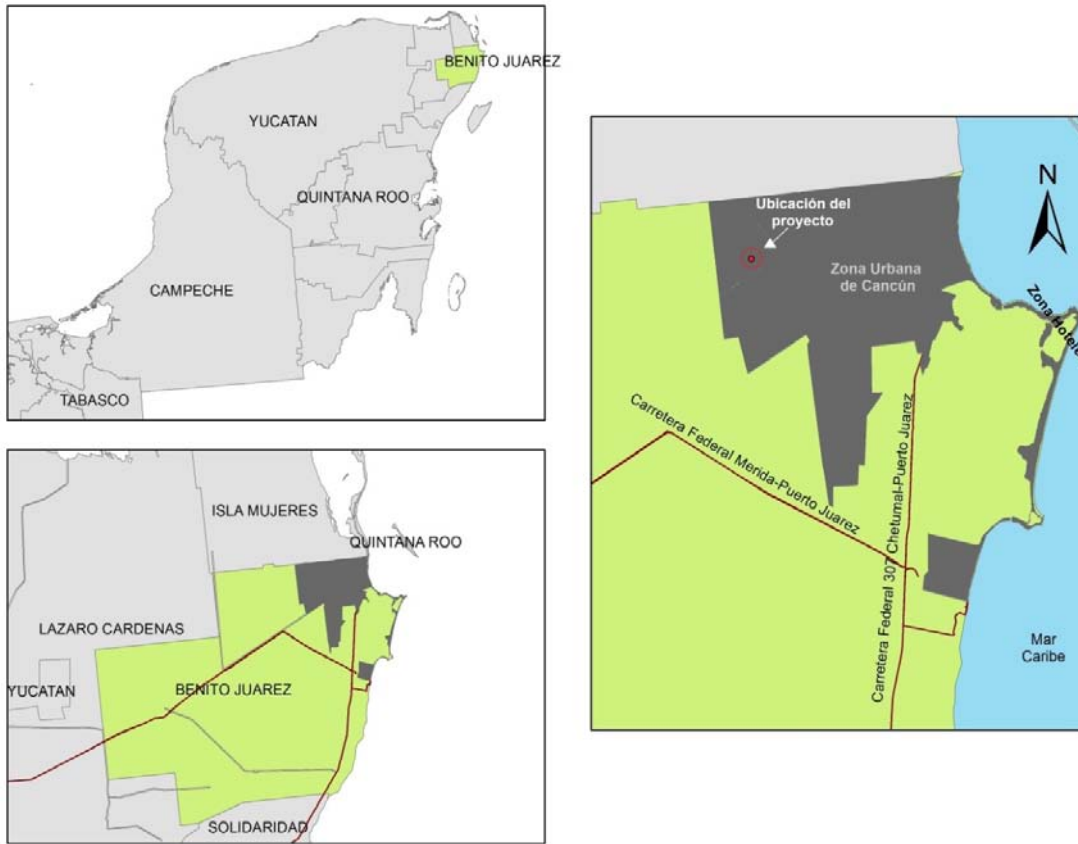 BENITO JUAREZ
YUCATAN
QUINTANA ROO
CAMPECHE
TABASCO
ISLA MUJERES
QUINTANA ROO
LAZARO CARDENAS
YUCATAN
BENITO JUAREZ
SOLIDARIDAD
N
Ubicación del
proyecto
Zona Urbana
de Cancún
Zona Hotele
Carretera Federal Merida-Puerto Juarez
Carretera Federal 307 Chetumal-Puerto Juarez
Mar
Caribe